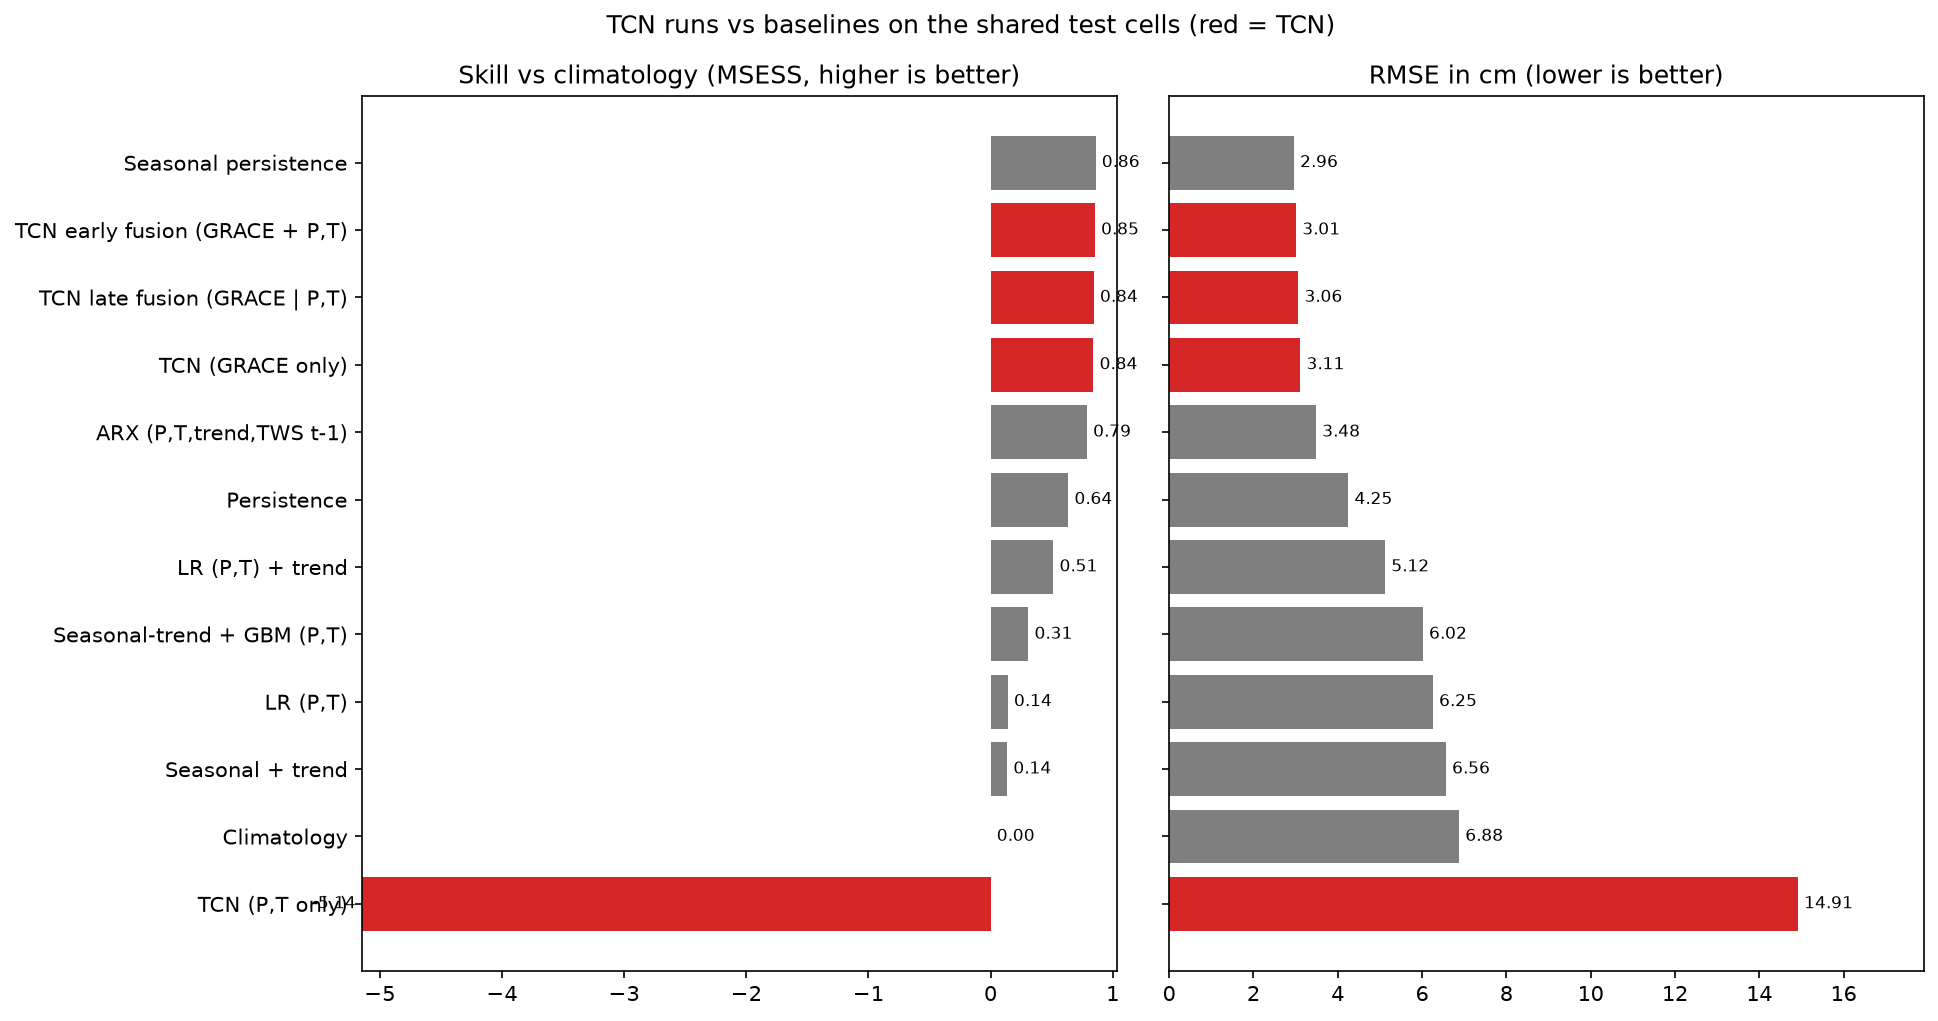 TCN runs vs baselines on the shared test cells (red = TCN)
Skill vs climatology (MSESS, higher is better)
RMSE in cm (lower is better)
Seasonal persistence 0.86 2.96
TCN early fusion (GRACE + P,T) 0.85 3.01
TCN late fusion (GRACE | P,T) 0.84 3.06
TCN (GRACE only) 0.84 3.11
ARX (P,T,trend,TWS t-1) 0.79 3.48
Persistence 0.64 4.25
LR (P,T) + trend 0.51 5.12
Seasonal-trend + GBM (P,T) 0.31 6.02
LR (P,T) 0.14 6.25
Seasonal + trend 0.14 6.56
Climatology 0.00 6.88
TCN (P,T only) −5.14 14.91
−5 −4 −3 −2 −1 0 1
0 2 4 6 8 10 12 14 16